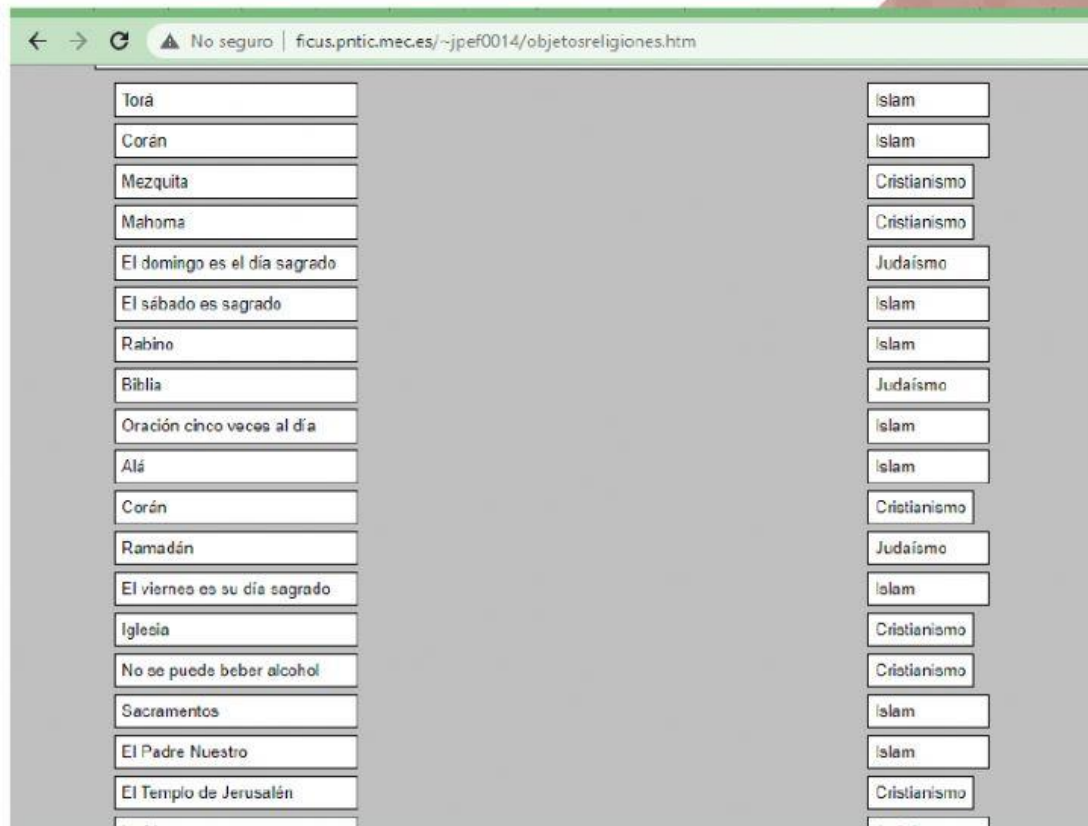 No seguro | ficus.pntic.mec.es/~jpef0014/objetosreligiones.htm
Torá Islam
Corán Islam
Mezquita Cristianismo
Mahoma Cristianismo
El domingo es el día sagrado Judaísmo
El sábado es sagrado Islam
Rabino Islam
Biblia Judaísmo
Oración cinco veces al día Islam
Alá Islam
Corán Cristianismo
Ramadán Judaísmo
El viernes es su día sagrado Islam
Iglesia Cristianismo
No se puede beber alcohol Cristianismo
Sacramentos Islam
El Padre Nuestro Islam
El Templo de Jerusalén Cristianismo